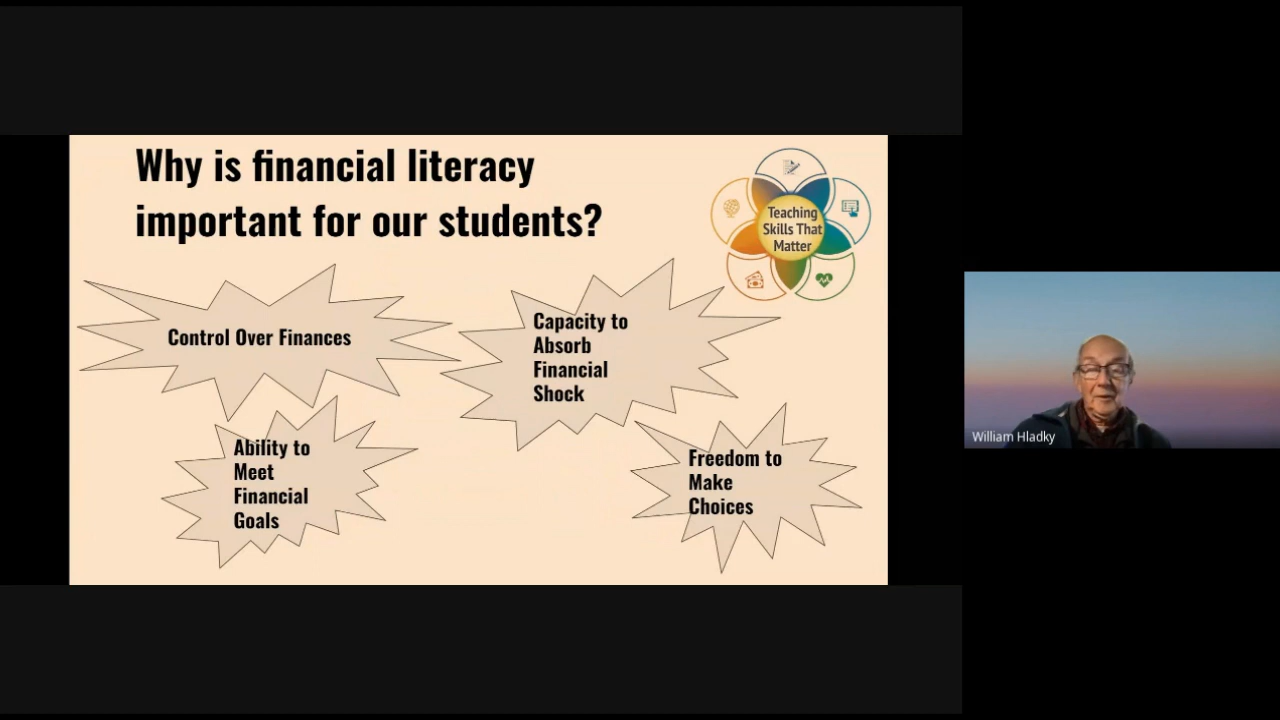 Why is financial literacy
important for our students?
Teaching
Skills That
Matter
Control Over Finances
Capacity to
Absorb
Financial
Shock
Ability to
Meet
Financial
Goals
Freedom to
Make
Choices
William Hladky